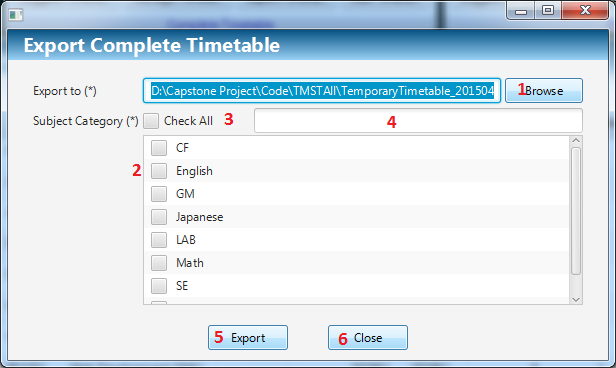 Export Complete Timetable
Export to (*) D:\Capstone Project\Code\TMSTAll\TemporaryTimetable_201504 1 Browse
Subject Category (*) Check All 3 4
CF
2 English
GM
Japanese
LAB
Math
SE
5 Export 6 Close